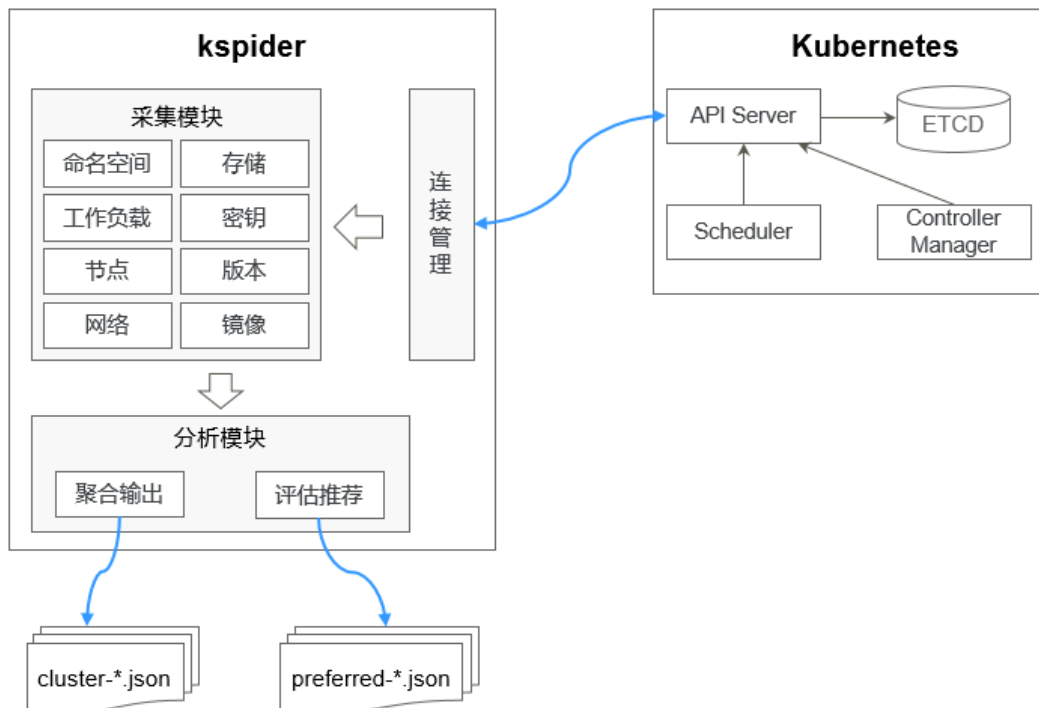 kspider
采集模块
命名空间
存储
工作负载
密钥
节点
版本
网络
镜像
连接管理
分析模块
聚合输出
评估推荐
cluster-*.json
preferred-*.json
Kubernetes
API Server
ETCD
Scheduler
Controller
Manager